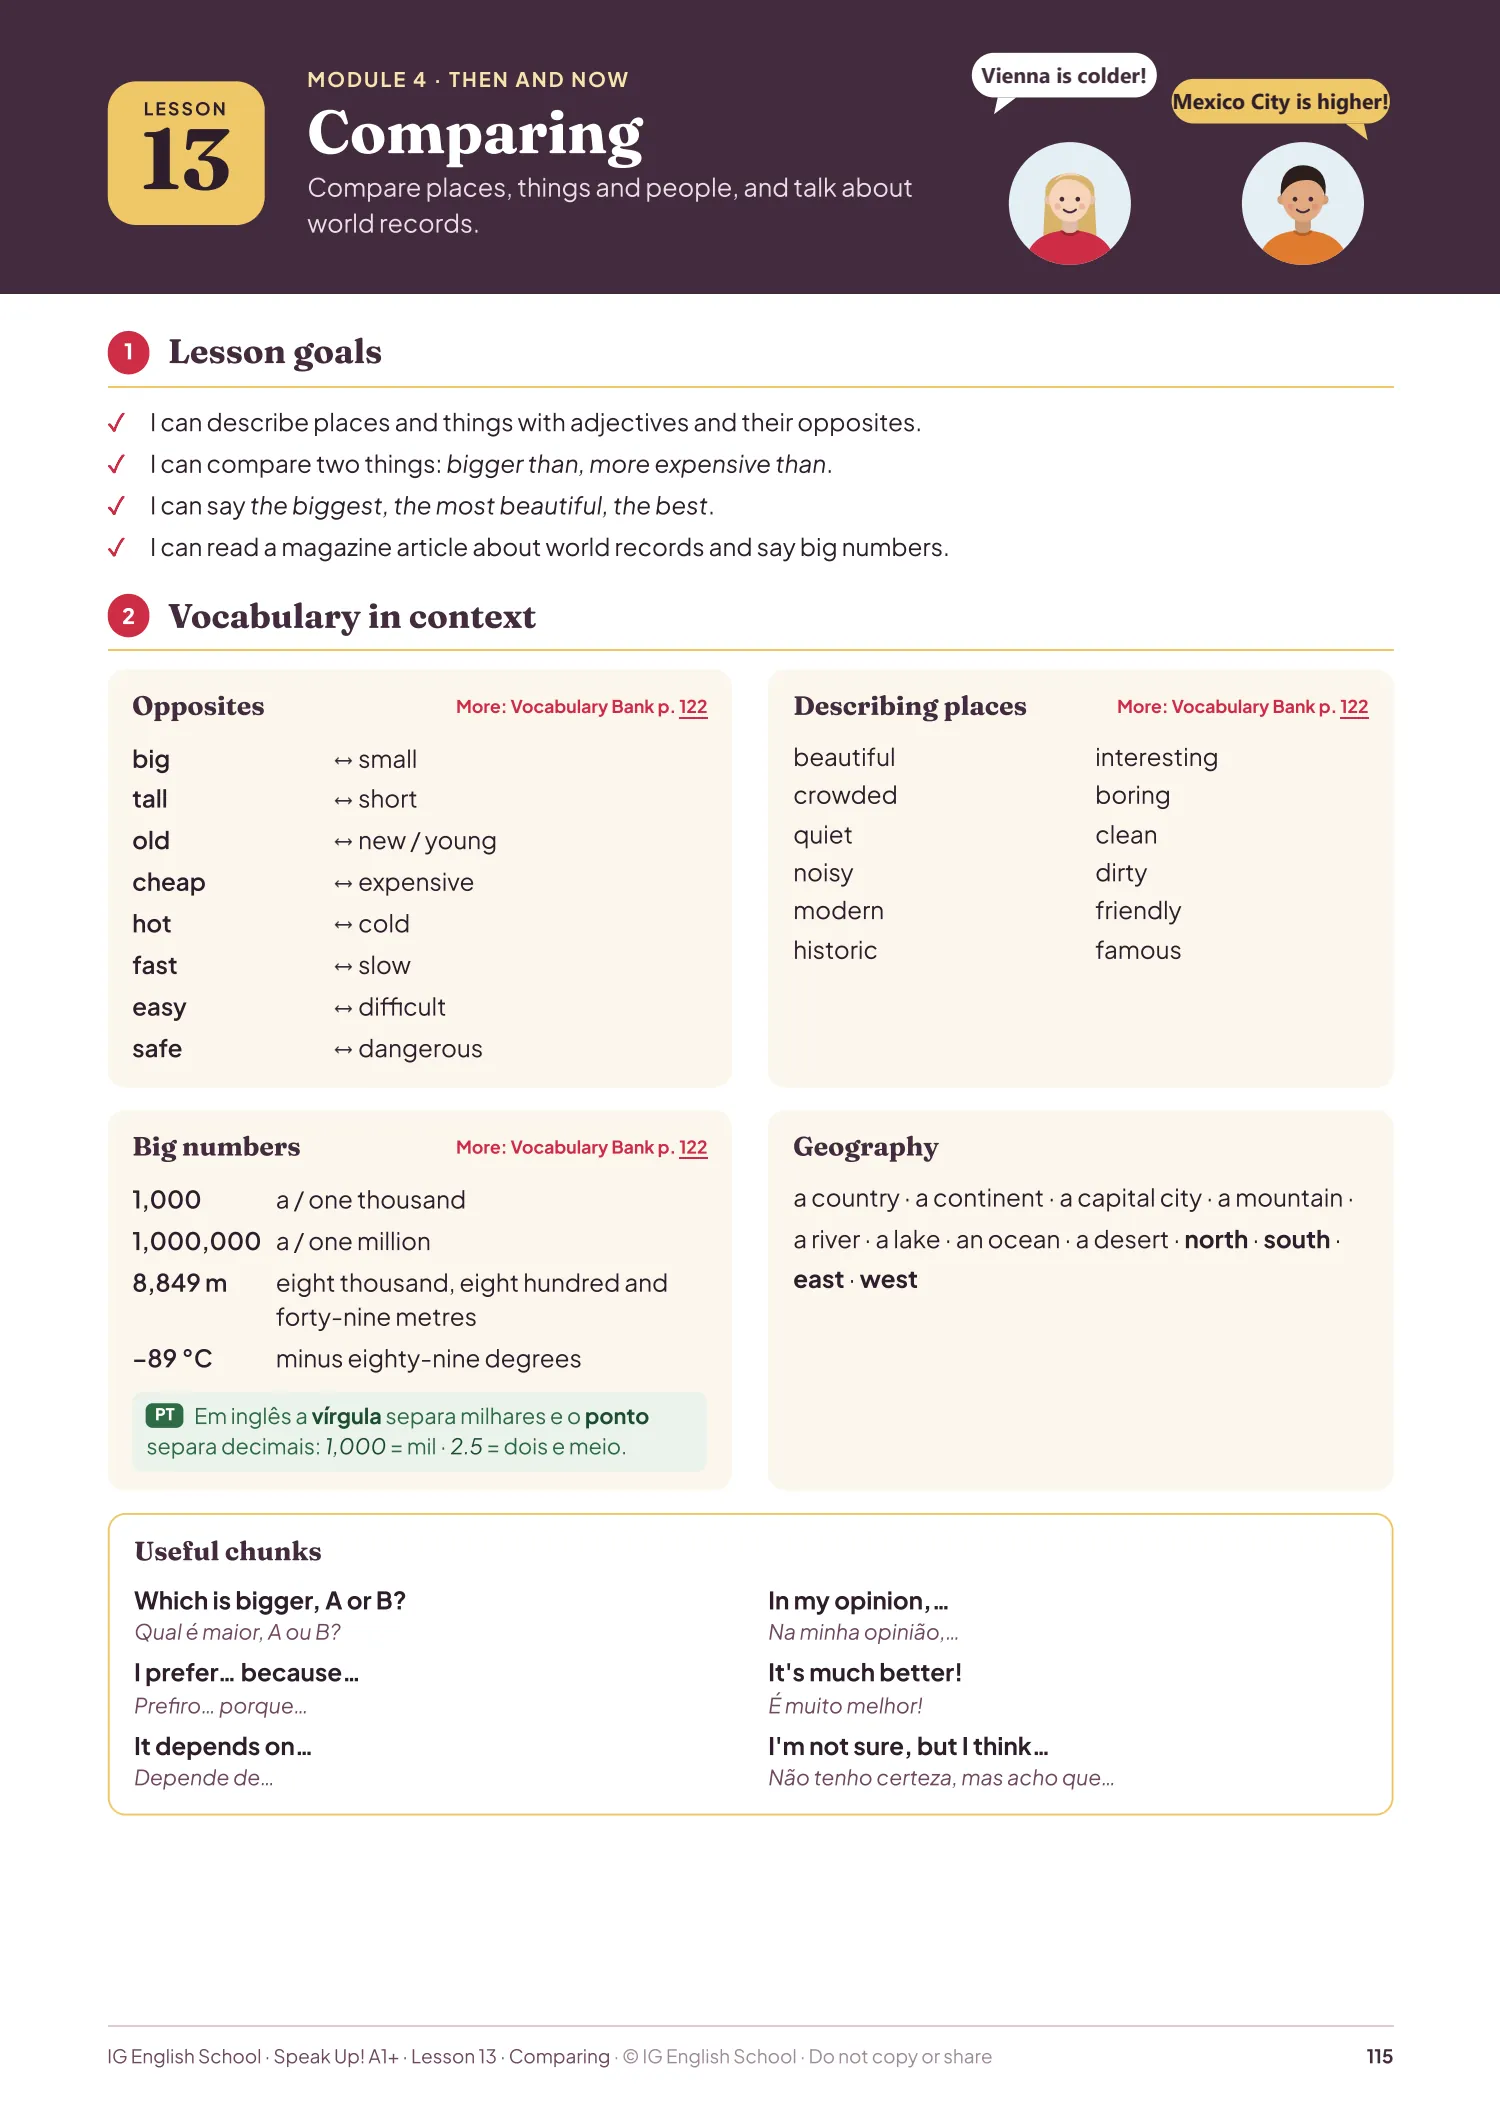 MODULE 4 · THEN AND NOW
LESSON
13
Comparing
Compare places, things and people, and talk about
world records.
Vienna is colder!
Mexico City is higher!
1 Lesson goals
✓ I can describe places and things with adjectives and their opposites.
✓ I can compare two things: bigger than, more expensive than.
✓ I can say the biggest, the most beautiful, the best.
✓ I can read a magazine article about world records and say big numbers.
2 Vocabulary in context
Opposites More: Vocabulary Bank p. 122
big ↔ small
tall ↔ short
old ↔ new / young
cheap ↔ expensive
hot ↔ cold
fast ↔ slow
easy ↔ difficult
safe ↔ dangerous
Describing places More: Vocabulary Bank p. 122
beautiful interesting
crowded boring
quiet clean
noisy dirty
modern friendly
historic famous
Big numbers More: Vocabulary Bank p. 122
1,000 a / one thousand
1,000,000 a / one million
8,849 m eight thousand, eight hundred and
forty-nine metres
−89 °C minus eighty-nine degrees
PT Em inglês a vírgula separa milhares e o ponto
separa decimais: 1,000 = mil · 2.5 = dois e meio.
Geography
a country · a continent · a capital city · a mountain ·
a river · a lake · an ocean · a desert · north · south ·
east · west
Useful chunks
Which is bigger, A or B?
Qual é maior, A ou B?
I prefer… because…
Prefiro… porque…
It depends on…
Depende de…
In my opinion,…
Na minha opinião,…
It's much better!
É muito melhor!
I'm not sure, but I think…
Não tenho certeza, mas acho que…
IG English School · Speak Up! A1+ · Lesson 13 · Comparing · © IG English School · Do not copy or share 115